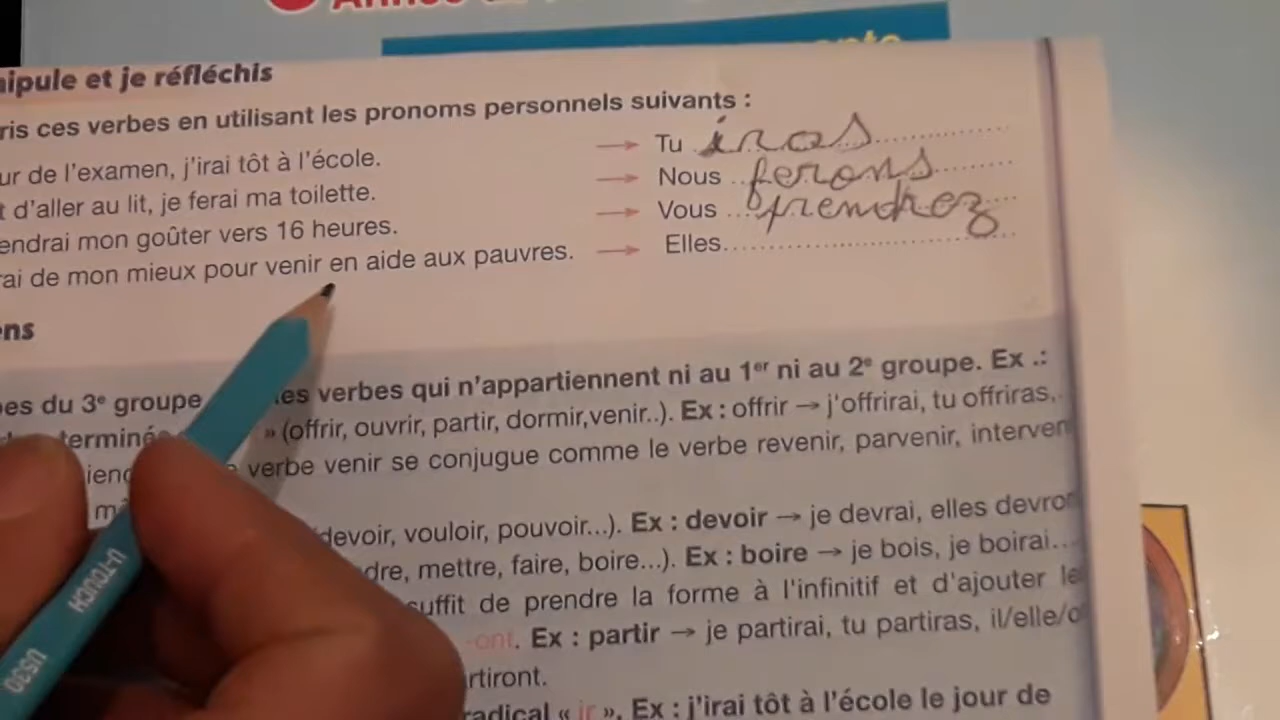 nipule et je réfléchis
ris ces verbes en utilisant les pronoms personnels suivants :
ur de l'examen, j'irai tôt à l'école. → Tu iras
t d'aller au lit, je ferai ma toilette. → Nous ferons
endrai mon goûter vers 16 heures. → Vous prendrez
rai de mon mieux pour venir en aide aux pauvres. → Elles
ens
es du 3e groupe les verbes qui n'appartiennent ni au 1er ni au 2e groupe. Ex .:
terminé » (offrir, ouvrir, partir, dormir,venir..). Ex : offrir → j'offrirai, tu offriras,
verbe venir se conjugue comme le verbe revenir, parvenir, interven
devoir, vouloir, pouvoir...). Ex : devoir → je devrai, elles devron
dre, mettre, faire, boire...). Ex : boire → je bois, je boirai...
suffit de prendre la forme à l'infinitif et d'ajouter le
-ont. Ex : partir → je partirai, tu partiras, il/elle/o
rtiront.
radical « ir ». Ex : j'irai tôt à l'école le jour de
U-TOUCH